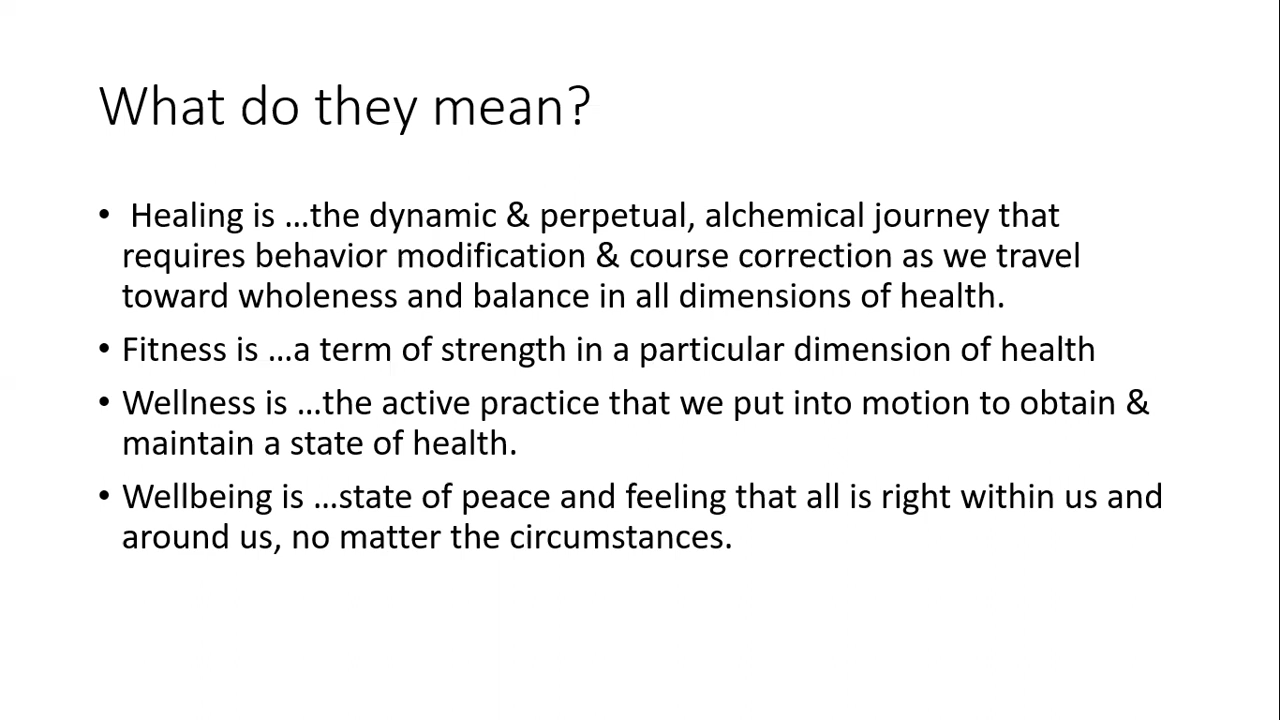 What do they mean?
• Healing is ...the dynamic & perpetual, alchemical journey that
requires behavior modification & course correction as we travel
toward wholeness and balance in all dimensions of health.
• Fitness is ...a term of strength in a particular dimension of health
• Wellness is ...the active practice that we put into motion to obtain &
maintain a state of health.
• Wellbeing is ...state of peace and feeling that all is right within us and
around us, no matter the circumstances.